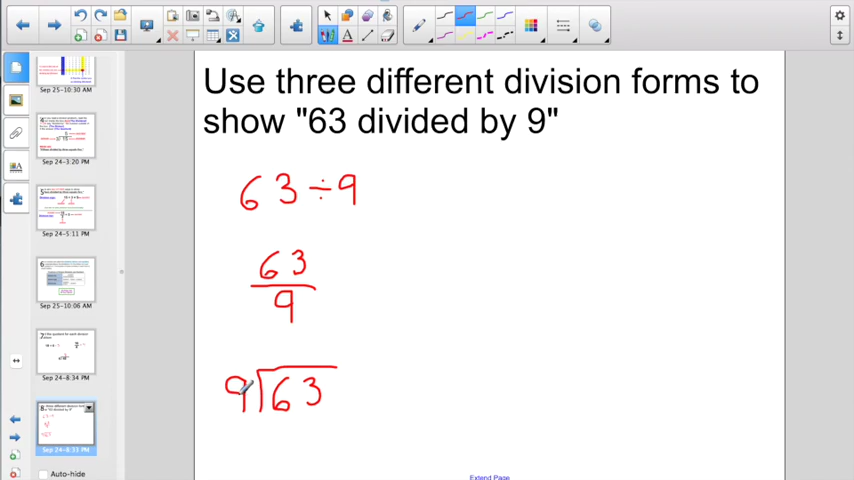 Use three different division forms to
show "63 divided by 9"
63÷9
63
9
9)63
Sep 25-10:30 AM
Sep 24-3:20 PM
Sep 24-5:11 PM
Sep 25-10:06 AM
Sep 24-8:34 PM
Sep 24-8:33 PM
Auto-hide
Extend Page